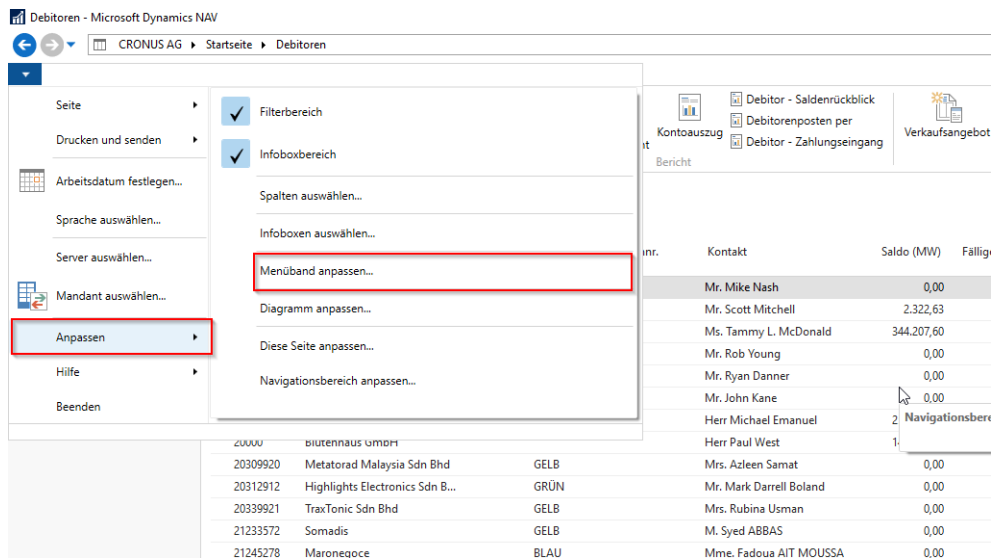 Debitoren - Microsoft Dynamics NAV
CRONUS AG Startseite Debitoren
Seite
Drucken und senden
Arbeitsdatum festlegen...
Sprache auswählen...
Server auswählen...
Mandant auswählen...
Anpassen
Hilfe
Beenden
Filterbereich
Infoboxbereich
Spalten auswählen...
Infoboxen auswählen...
Menüband anpassen...
Diagramm anpassen...
Diese Seite anpassen...
Navigationsbereich anpassen...
Kontoauszug
Debitor - Saldenrückblick
Debitorenposten per
Debitor - Zahlungseingang
Bericht
Verkaufsangebot
Kontakt Saldo (MW)
Mr. Mike Nash 0,00
Mr. Scott Mitchell 2.322,63
Ms. Tammy L. McDonald 344.207,60
Mr. Rob Young 0,00
Mr. Ryan Danner 0,00
Mr. John Kane 0,00
Herr Michael Emanuel
20000 Blütenhaus GmbH Herr Paul West
20309920 Metatorad Malaysia Sdn Bhd GELB Mrs. Azleen Samat 0,00
20312912 Highlights Electronics Sdn B... GRÜN Mr. Mark Darrell Boland 0,00
20339921 TraxTonic Sdn Bhd GELB Mrs. Rubina Usman 0,00
21233572 Somadis GELB M. Syed ABBAS 0,00
21245278 Maronegoce BLAU Mme. Fadoua AIT MOUSSA 0,00